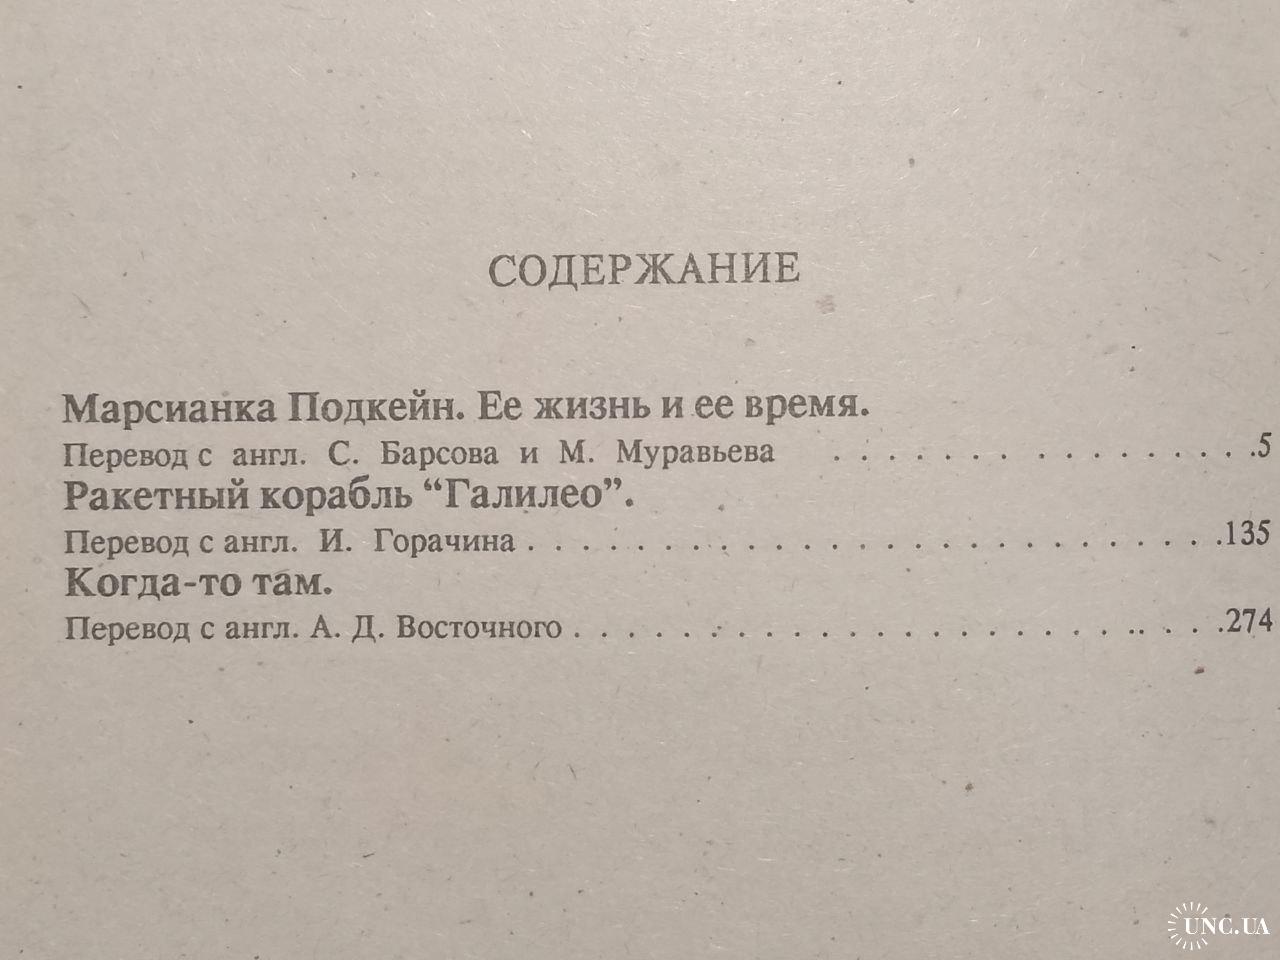 СОДЕРЖАНИЕ
Марсианка Подкейн. Ее жизнь и ее время.
Перевод с англ. С. Барсова и М. Муравьева . . . . . . . . . . . . . . . .5
Ракетный корабль “Галилео”.
Перевод с англ. И. Горачина . . . . . . . . . . . . . . . . . . . . . . . . . .135
Когда-то там.
Перевод с англ. А. Д. Восточного . . . . . . . . . . . . . . . . . . . . . .. . . .274
UNC.UA